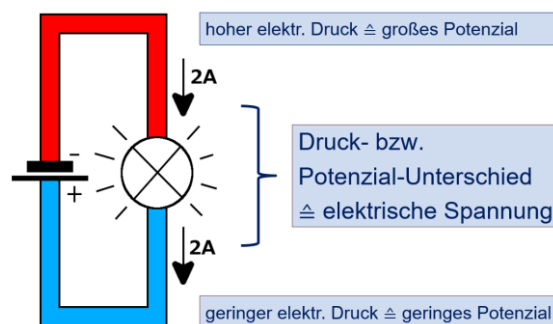 hoher elektr. Druck ≙ großes Potenzial
2A
-
+
Druck- bzw.
Potenzial-Unterschied
≙ elektrische Spannung
2A
geringer elektr. Druck ≙ geringes Potenzial